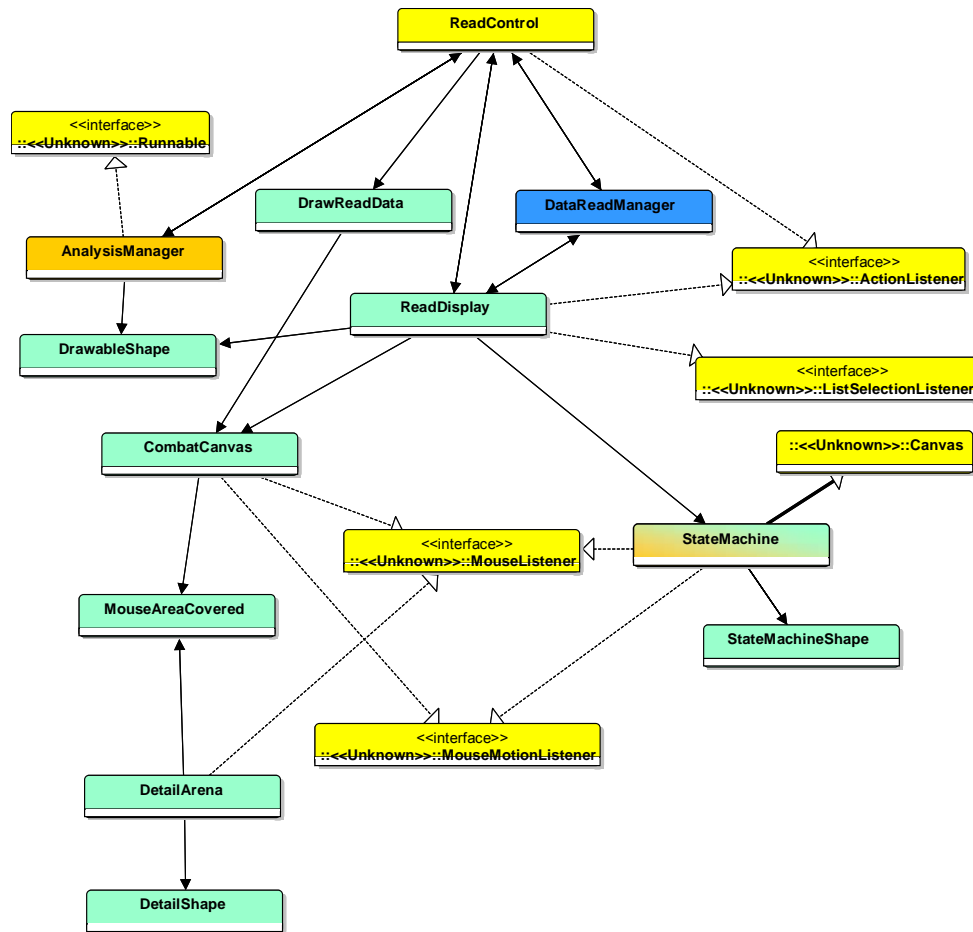 ReadControl
<<interface>>
::<<Unknown>>::Runnable
DrawReadData
DataReadManager
AnalysisManager
<<interface>>
::<<Unknown>>::ActionListener
ReadDisplay
DrawableShape
<<interface>>
::<<Unknown>>::ListSelectionListener
CombatCanvas
::<<Unknown>>::Canvas
<<interface>>
::<<Unknown>>::MouseListener
StateMachine
MouseAreaCovered
StateMachineShape
<<interface>>
::<<Unknown>>::MouseMotionListener
DetailArena
DetailShape